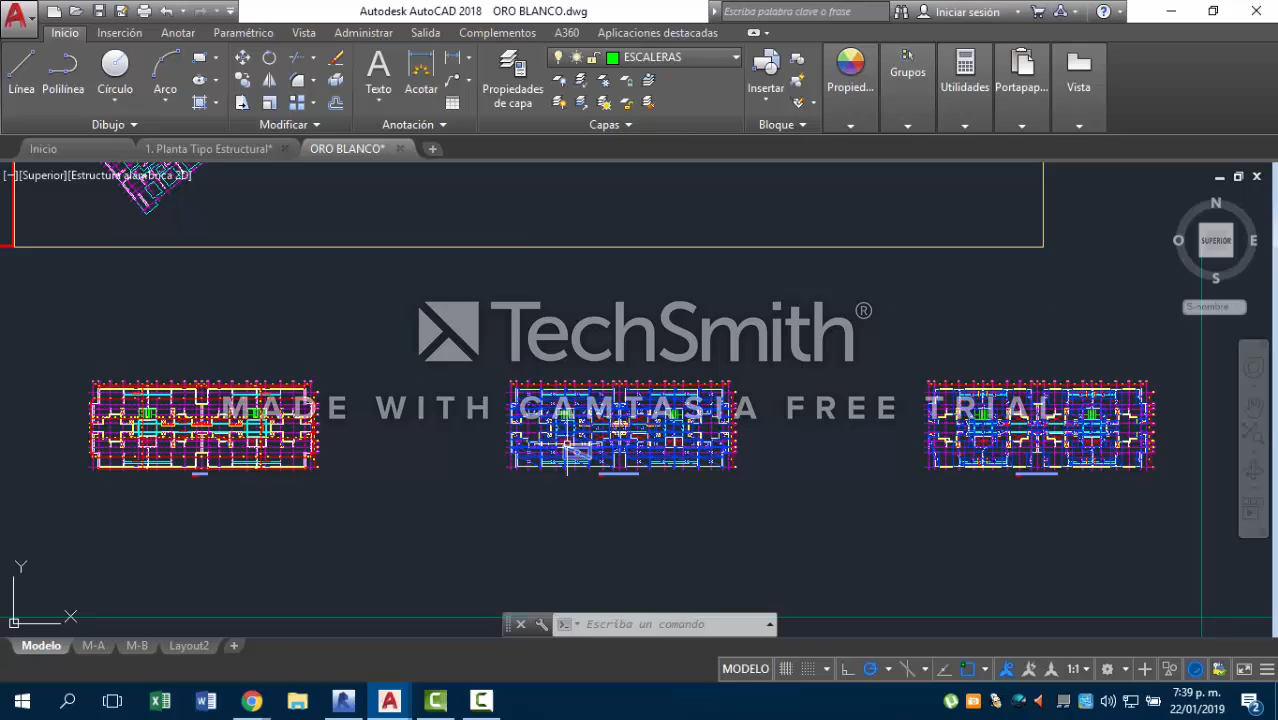 Autodesk AutoCAD 2018 ORO BLANCO.dwg
Escriba palabra clave o frase
Iniciar sesión
Inicio Inserción Anotar Paramétrico Vista Administrar Salida Complementos A360 Aplicaciones destacadas
ESCALERAS
Línea Polilínea Círculo Arco
Texto Acotar
Propiedades de capa
Insertar
Propied...
Grupos
Utilidades
Portapap...
Vista
Dibujo Modificar Anotación Capas Bloque
Inicio 1. Planta Tipo Estructural* ORO BLANCO*
[−][Superior][Estructura alámbrica 2D]
N
O SUPERIOR E
S
S-nombre
TechSmith®
MADE WITH CAMTASIA FREE TRIAL
Y
X
Escriba un comando
Modelo M-A M-B Layout2
MODELO 1:1
7:39 p. m.
22/01/2019
2